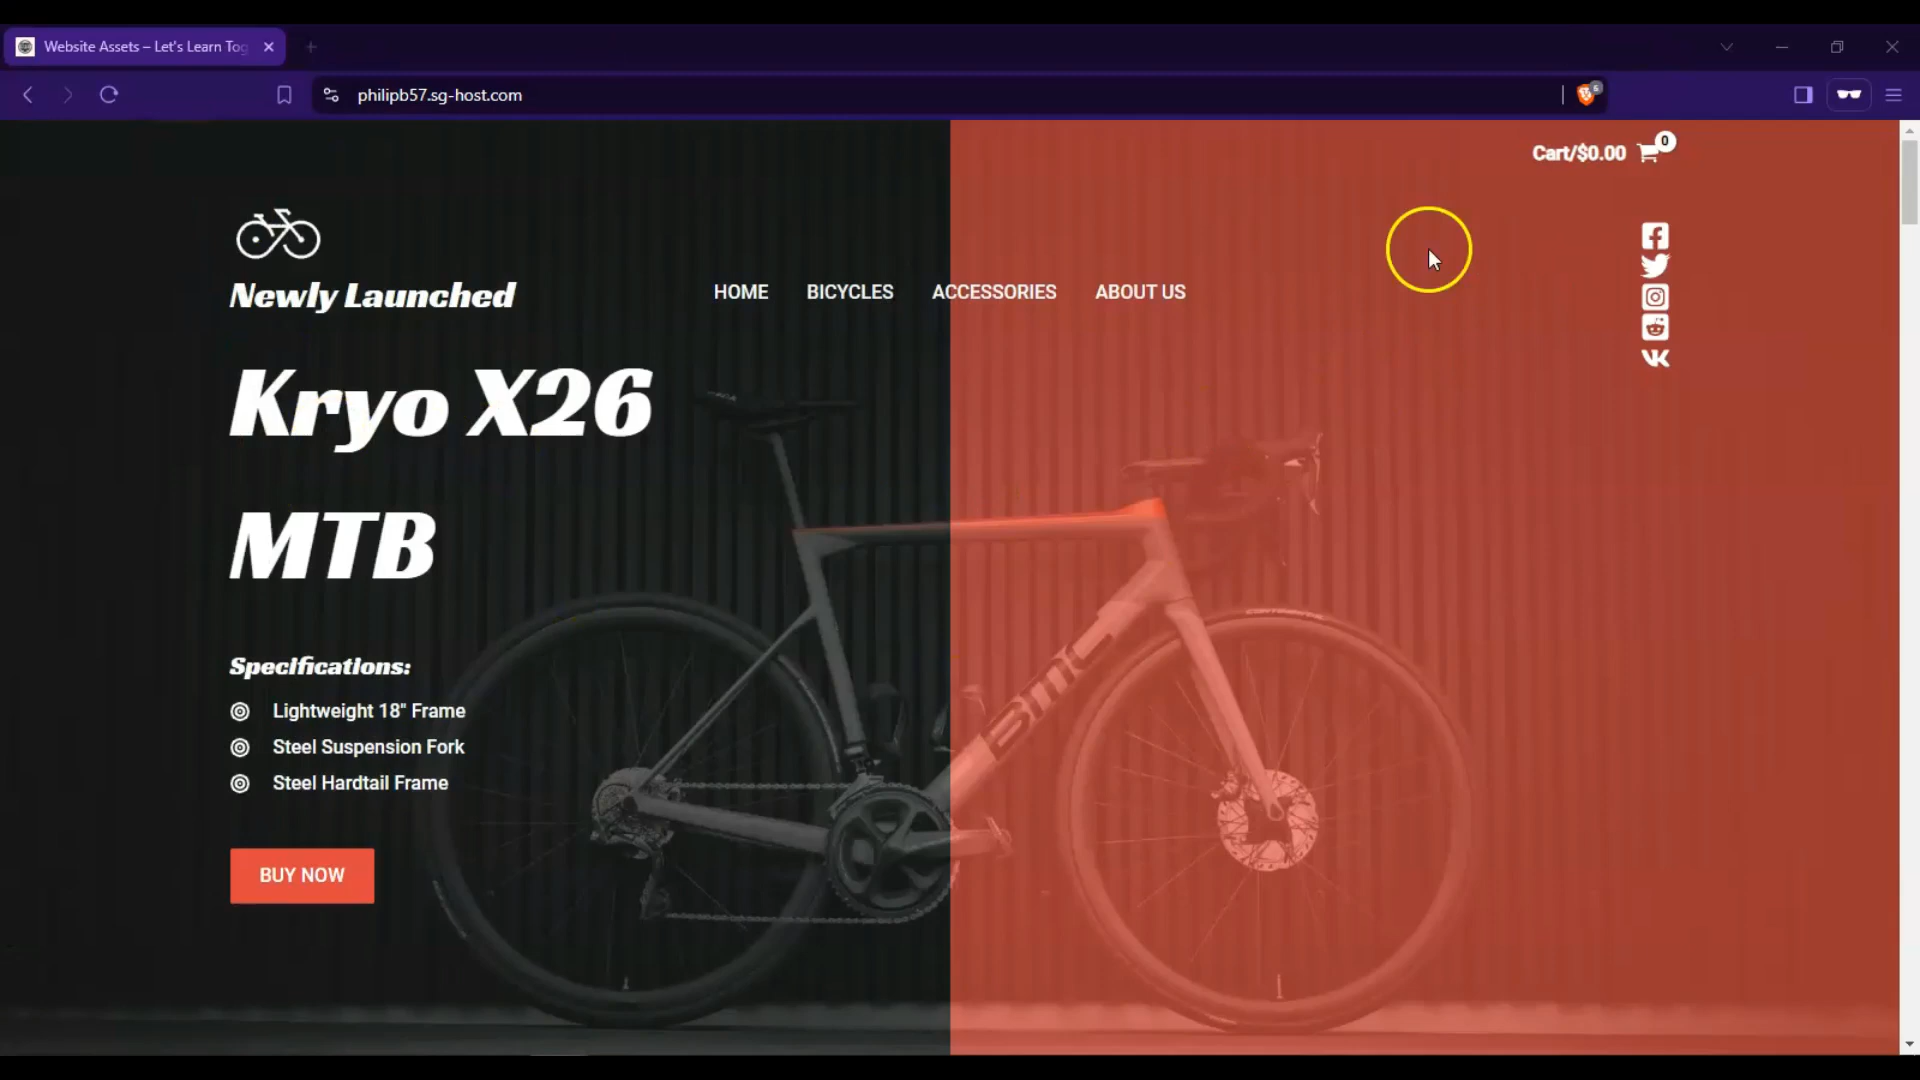 Website Assets – Let's Learn Tog
philipb57.sg-host.com
6
Cart/$0.00
0
Newly Launched
HOME
BICYCLES
ACCESSORIES
ABOUT US
Kryo X26
MTB
Specifications:
Lightweight 18" Frame
Steel Suspension Fork
Steel Hardtail Frame
BUY NOW